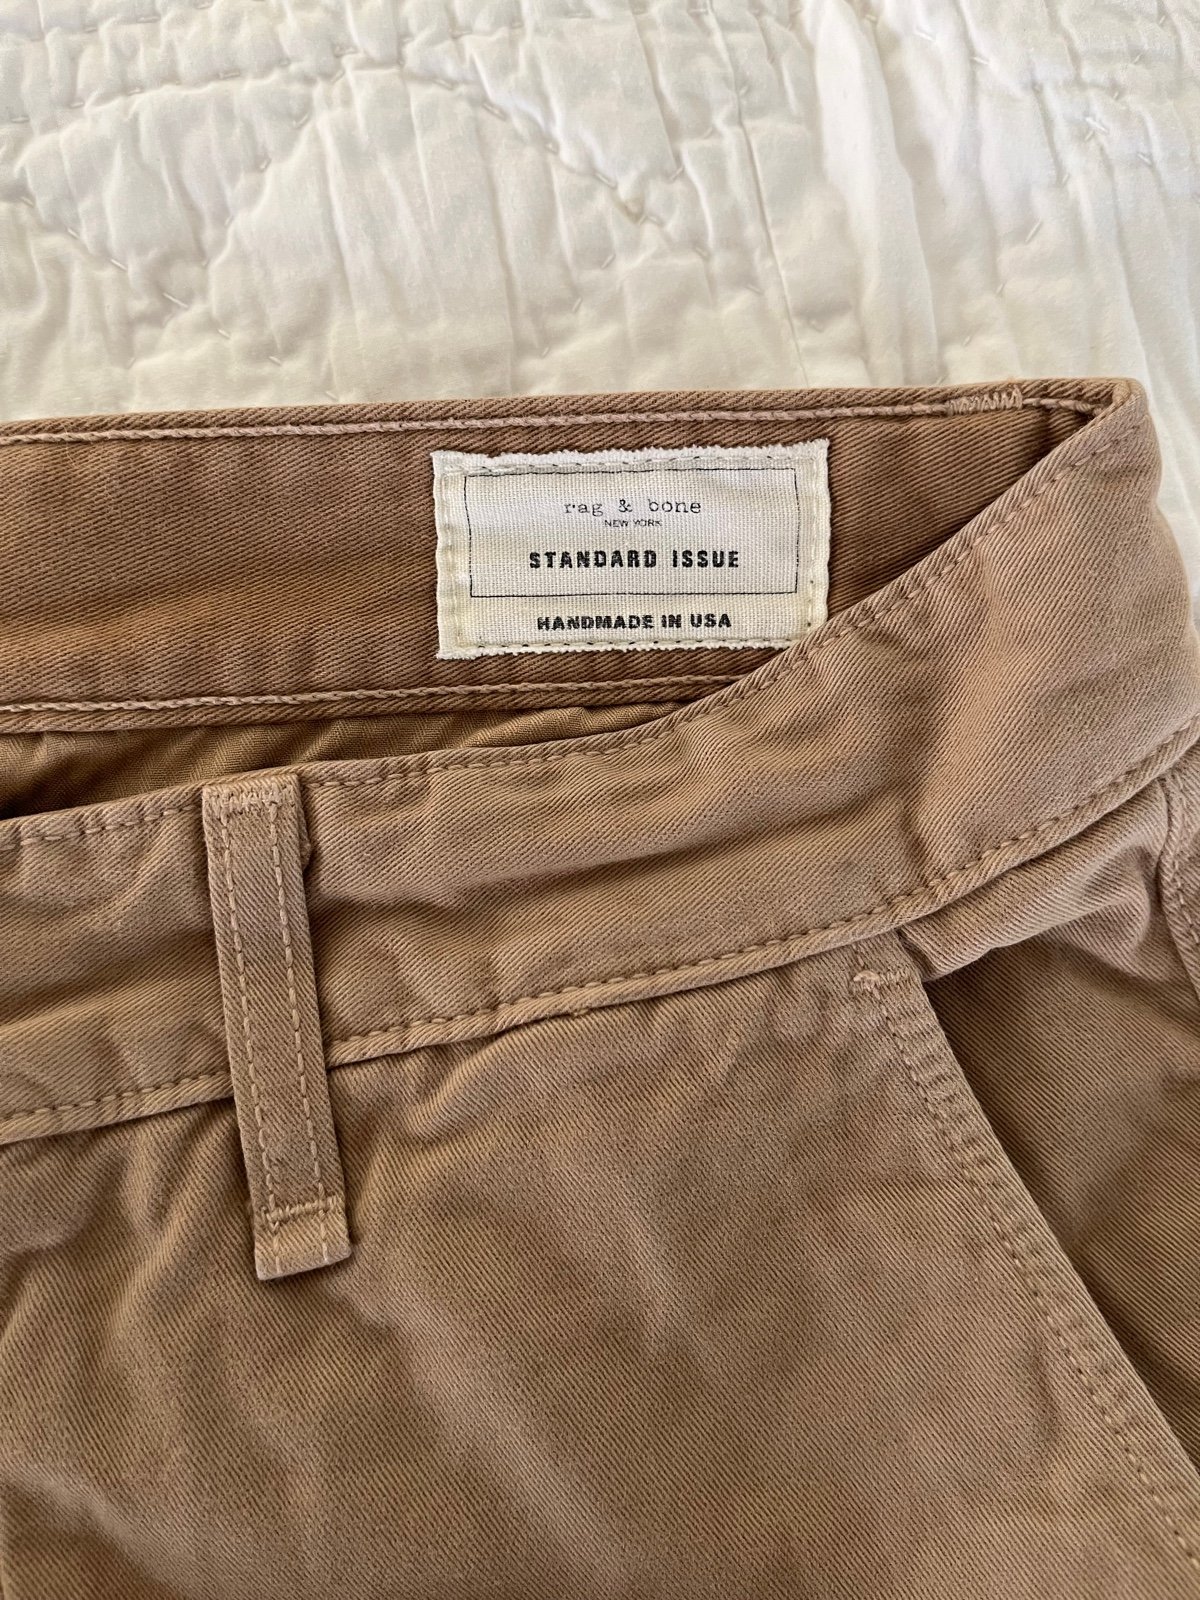 rag & bone
NEW YORK
STANDARD ISSUE
HANDMADE IN USA